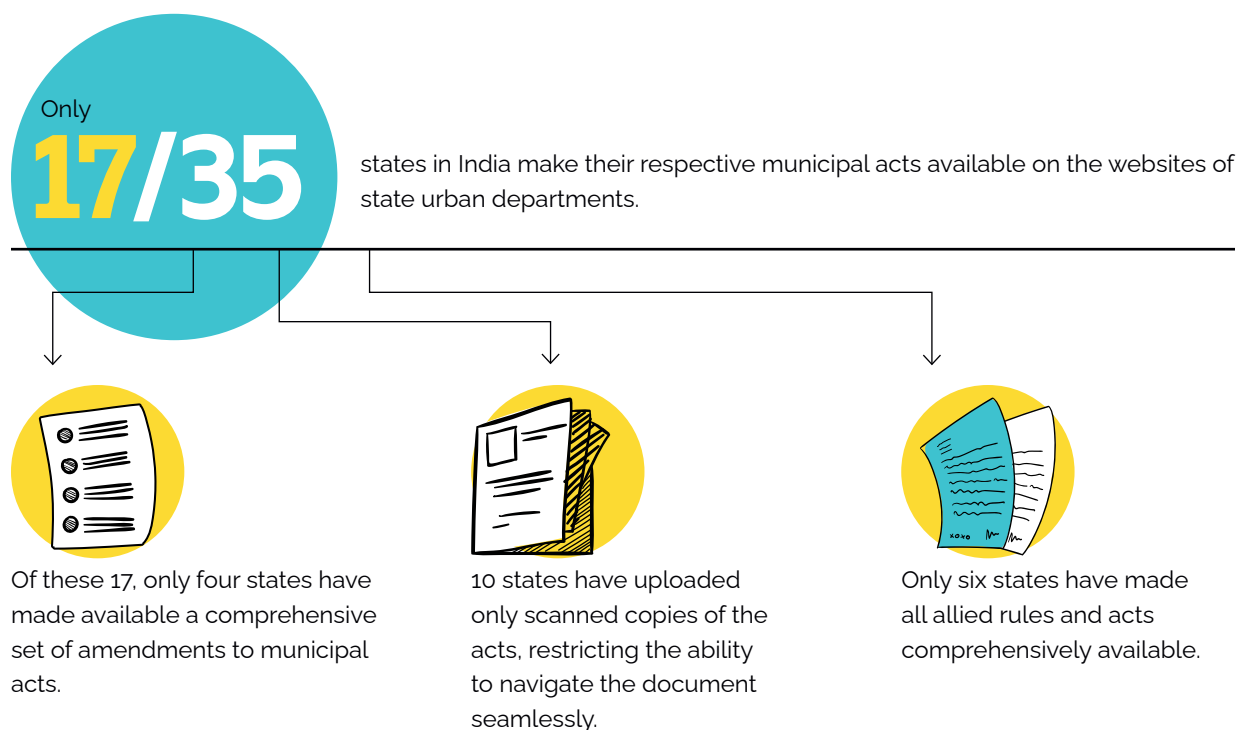 Only
17/35
states in India make their respective municipal acts available on the websites of
state urban departments.
Of these 17, only four states have
made available a comprehensive
set of amendments to municipal
acts.
10 states have uploaded
only scanned copies of the
acts, restricting the ability
to navigate the document
seamlessly.
xoxo
Only six states have made
all allied rules and acts
comprehensively available.